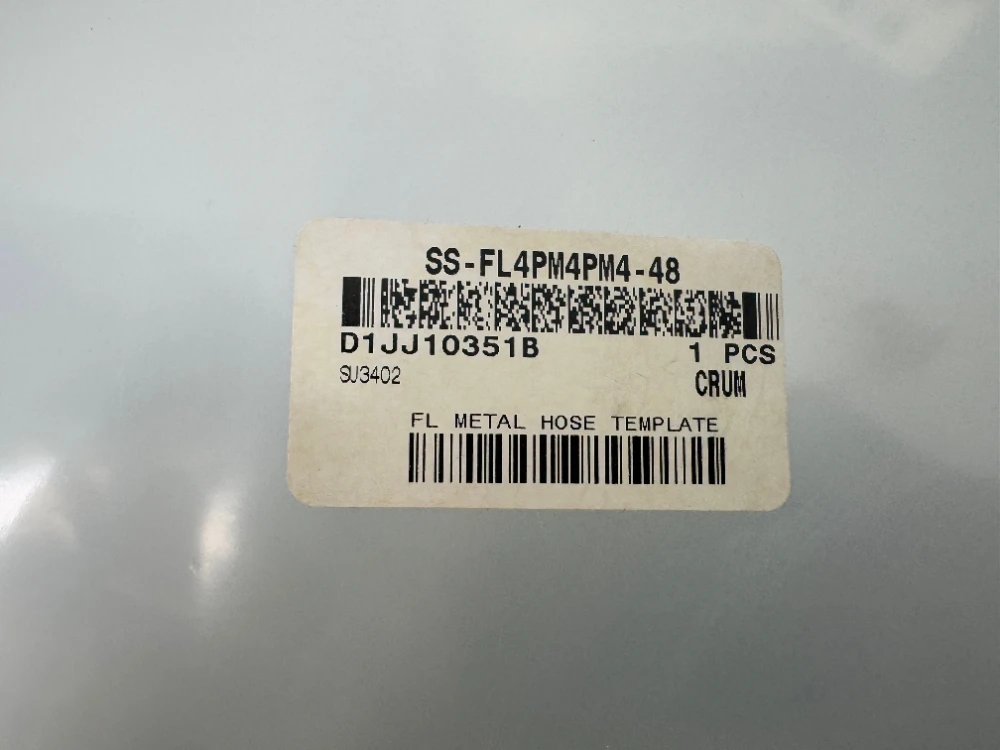 SS-FL4PM4PM4-48
D1JJ10351B
1 PCS
SU3402
CRUM
FL METAL HOSE TEMPLATE